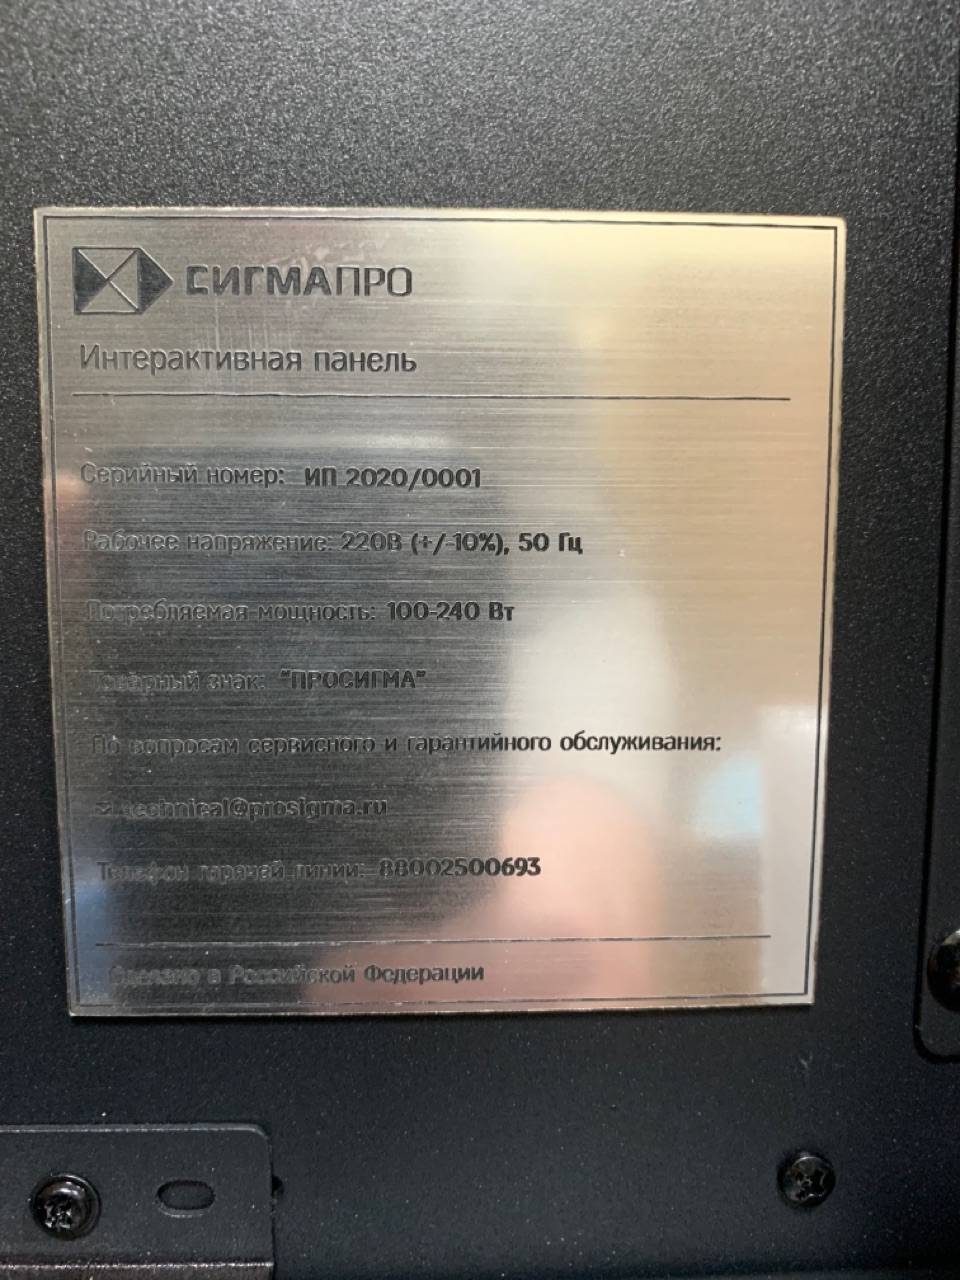 СИГМАПРО
Интерактивная панель
Серийный номер: ИП 2020/0001
Рабочее напряжение: 220В (+/-10%), 50 Гц
Потребляемая мощность: 100-240 Вт
Товарный знак: "ПРОСИГМА"
По вопросам сервисного и гарантийного обслуживания:
technical@prosigma.ru
Телефон горячей линии: 88002500693
Сделано в Российской Федерации